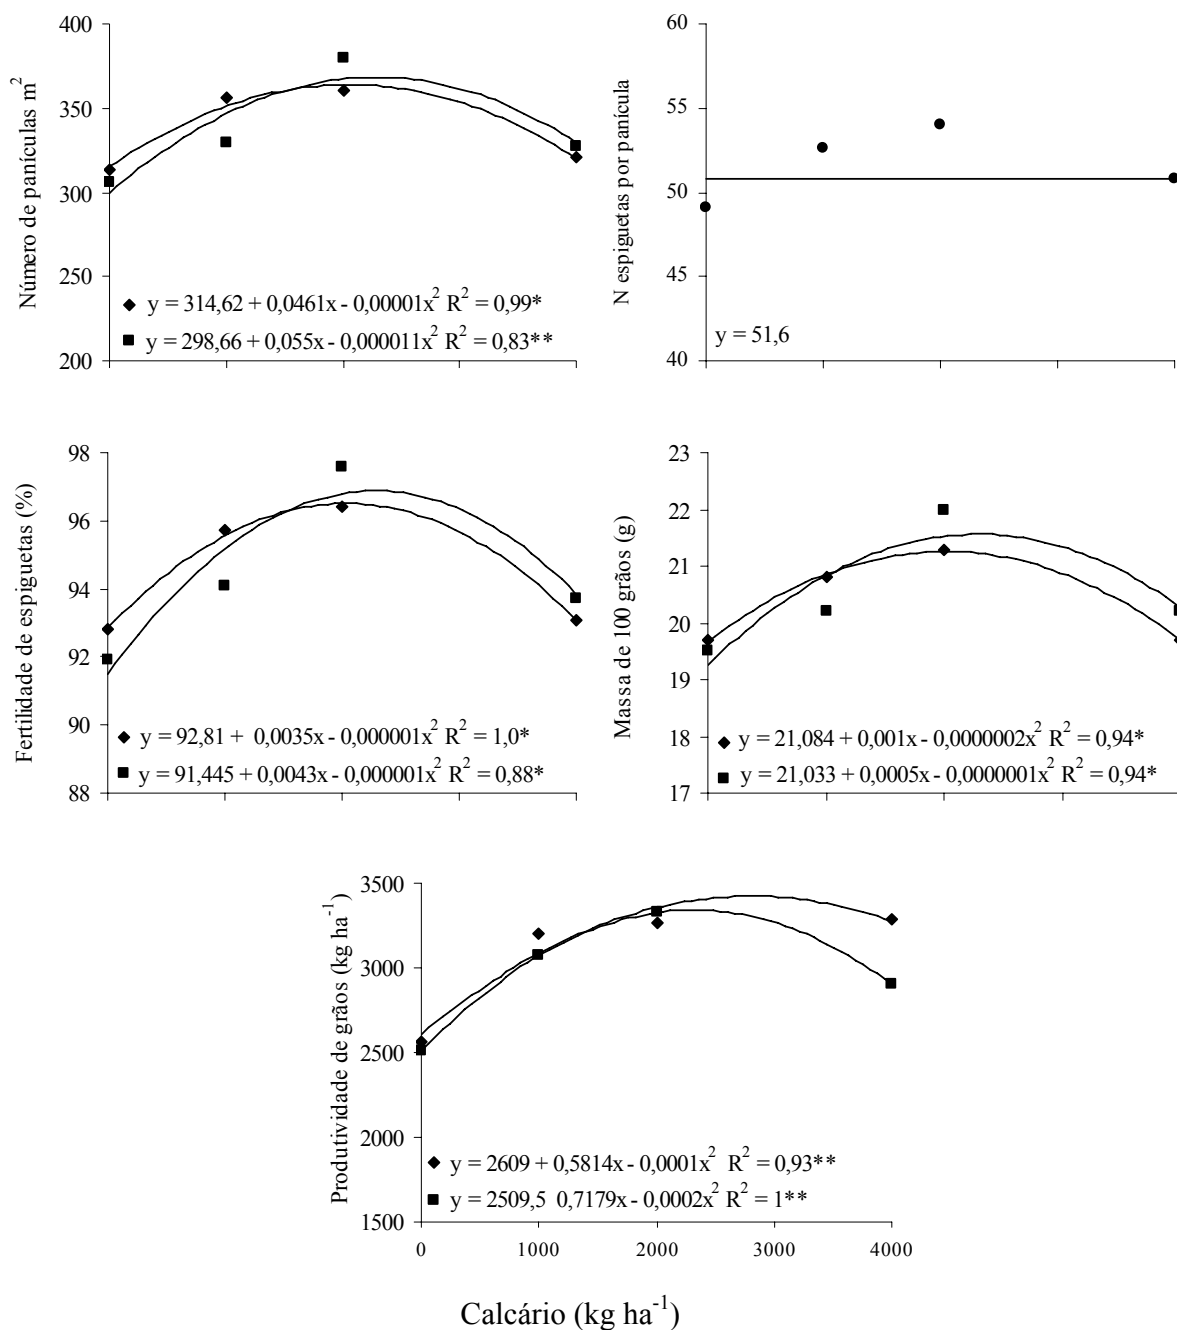 400
350
300
250
200
Número de panículas m²
y = 314,62 + 0,0461x - 0,00001x² R² = 0,99*
y = 298,66 + 0,055x - 0,000011x² R² = 0,83**
60
55
50
45
40
N espiguetas por panícula
y = 51,6
98
96
94
92
90
88
Fertilidade de espiguetas (%)
y = 92,81 + 0,0035x - 0,000001x² R² = 1,0*
y = 91,445 + 0,0043x - 0,000001x² R² = 0,88*
23
22
21
20
19
18
17
Massa de 100 grãos (g)
y = 21,084 + 0,001x - 0,0000002x² R² = 0,94*
y = 21,033 + 0,0005x - 0,0000001x² R² = 0,94*
3500
3000
2500
2000
1500
Produtividade de grãos (kg ha⁻¹)
y = 2609 + 0,5814x - 0,0001x² R² = 0,93**
y = 2509,5 0,7179x - 0,0002x² R² = 1**
0 1000 2000 3000 4000
Calcário (kg ha⁻¹)